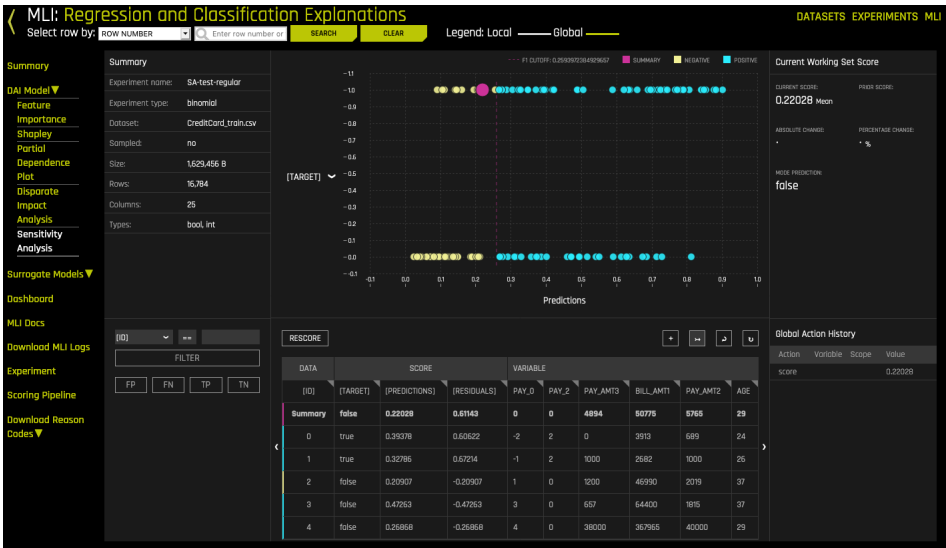 MLI: Regression and Classification Explanations
DATASETS EXPERIMENTS MLI
Select row by: ROW NUMBER Enter row number or SEARCH CLEAR Legend: Local Global
Summary
DAI Model
Feature
Importance
Shapley
Partial
Dependence
Plot
Disparate
Impact
Analysis
Sensitivity
Analysis
Surrogate Models
Dashboard
MLI Docs
Download MLI Logs
Experiment
Scoring Pipeline
Download Reason
Codes
Summary
Experiment name: SA-test-regular
Experiment type: binomial
Dataset: CreditCard_train.csv
Sampled: no
Size: 1,629,456 B
Rows: 16,784
Columns: 25
Types: bool, int
F1 CUTOFF: 0.2593972384929657 SUMMARY NEGATIVE POSITIVE
[TARGET]
-1.1
-1.0
-0.9
-0.8
-0.7
-0.6
-0.5
-0.4
-0.3
-0.2
-0.1
-0.0
--0.1
-0.1 0.0 0.1 0.2 0.3 0.4 0.5 0.6 0.7 0.8 0.9 1.0
Predictions
Current Working Set Score
CURRENT SCORE: PRIOR SCORE:
0.22028 Mean
ABSOLUTE CHANGE: PERCENTAGE CHANGE:
- - %
MODE PREDICTION:
false
[ID] ==
FILTER
FP FN TP TN
RESCORE
DATA SCORE VARIABLE
[ID] [TARGET] [PREDICTIONS] [RESIDUALS] PAY_0 PAY_2 PAY_AMT3 BILL_AMT1 PAY_AMT2 AGE
Summary false 0.22028 0.61143 0 0 4894 50775 5765 29
0 true 0.39378 0.60622 -2 2 0 3913 689 24
1 true 0.32786 0.67214 -1 2 1000 2682 1000 26
2 false 0.20907 -0.20907 1 0 1200 46990 2019 37
3 false 0.47263 -0.47263 3 0 657 64400 1815 37
4 false 0.26868 -0.26868 4 0 38000 367965 40000 29
Global Action History
Action Variable Scope Value
score 0.22028